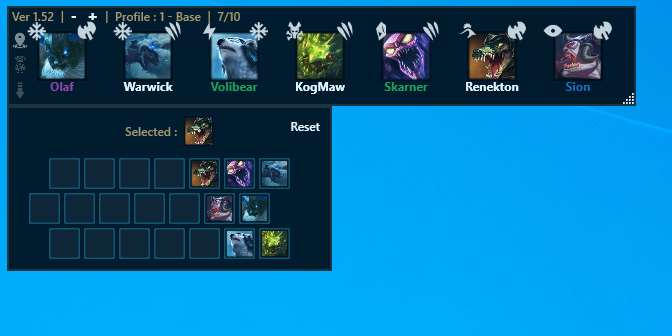 Ver 1.52 | - + | Profile : 1 - Base | 7/10
Olaf Warwick Volibear KogMaw Skarner Renekton Sion
Selected : Reset